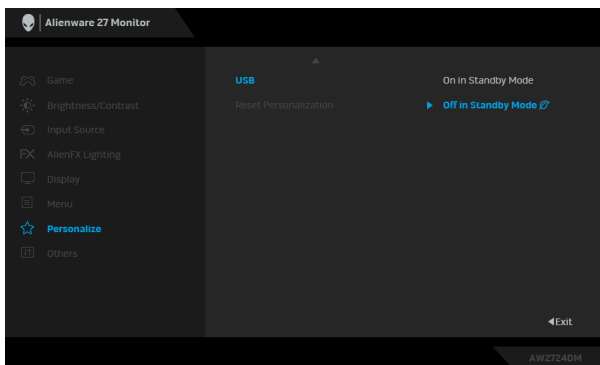 Alienware 27 Monitor
Game
Brightness/Contrast
Input Source
AlienFX Lighting
Display
Menu
Personalize
Others
USB
Reset Personalization
On in Standby Mode
Off in Standby Mode
Exit
AW2724DM